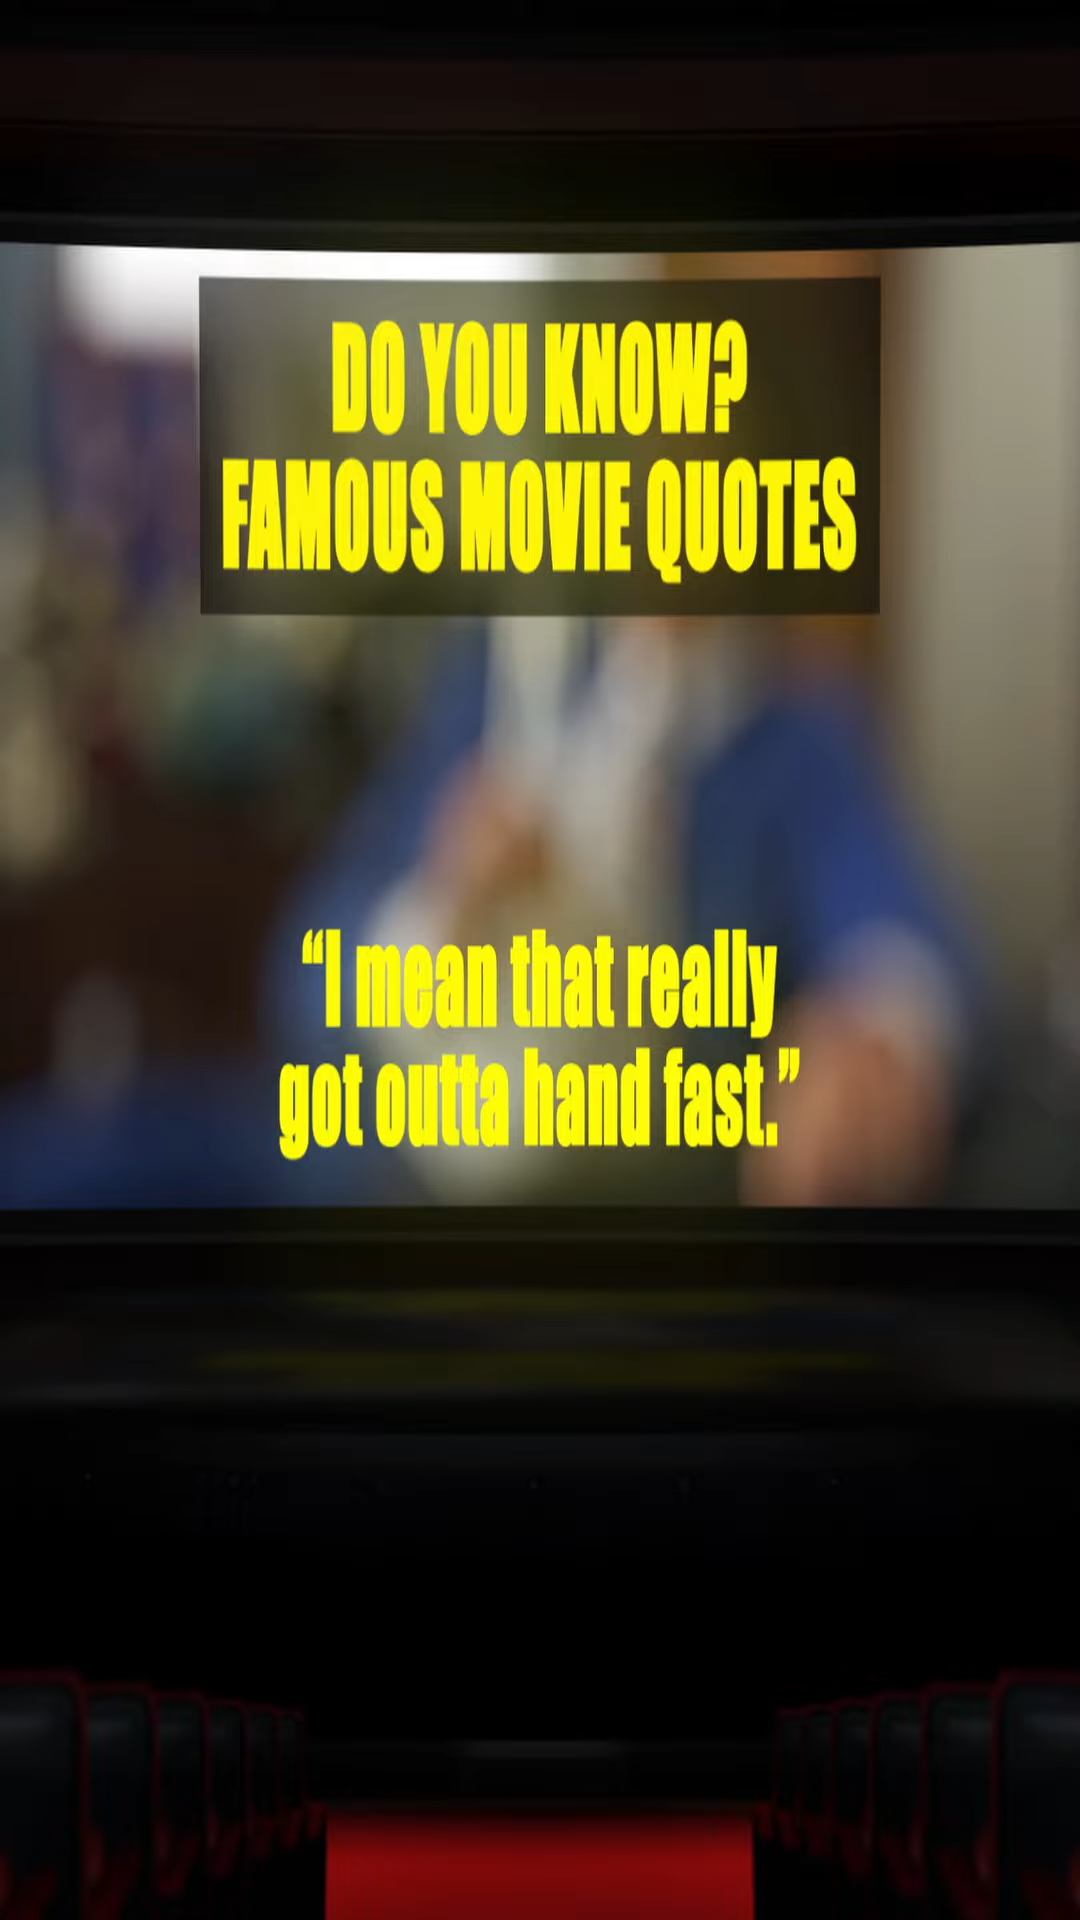 DO YOU KNOW?
FAMOUS MOVIE QUOTES
“I mean that really
got outta hand fast.”